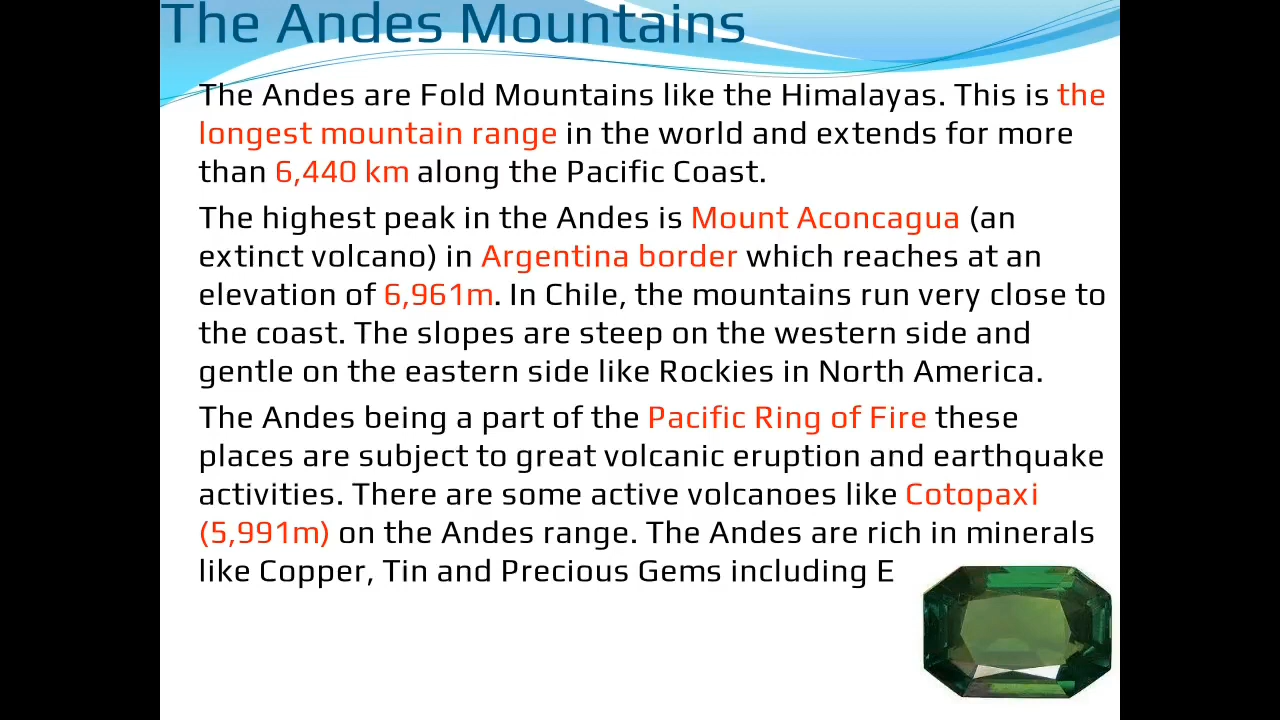 The Andes Mountains
The Andes are Fold Mountains like the Himalayas. This is the
longest mountain range in the world and extends for more
than 6,440 km along the Pacific Coast.
The highest peak in the Andes is Mount Aconcagua (an
extinct volcano) in Argentina border which reaches at an
elevation of 6,961m. In Chile, the mountains run very close to
the coast. The slopes are steep on the western side and
gentle on the eastern side like Rockies in North America.
The Andes being a part of the Pacific Ring of Fire these
places are subject to great volcanic eruption and earthquake
activities. There are some active volcanoes like Cotopaxi
(5,991m) on the Andes range. The Andes are rich in minerals
like Copper, Tin and Precious Gems including E